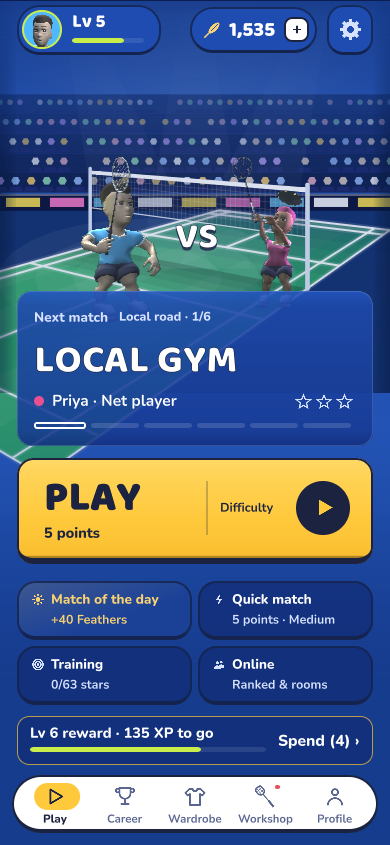 Lv 5
1,535
+
VS
Next match Local road · 1/6
LOCAL GYM
Priya · Net player
PLAY
5 points
Difficulty
Match of the day
+40 Feathers
Quick match
5 points · Medium
Training
0/63 stars
Online
Ranked & rooms
Lv 6 reward · 135 XP to go
Spend (4) ›
Play
Career
Wardrobe
Workshop
Profile